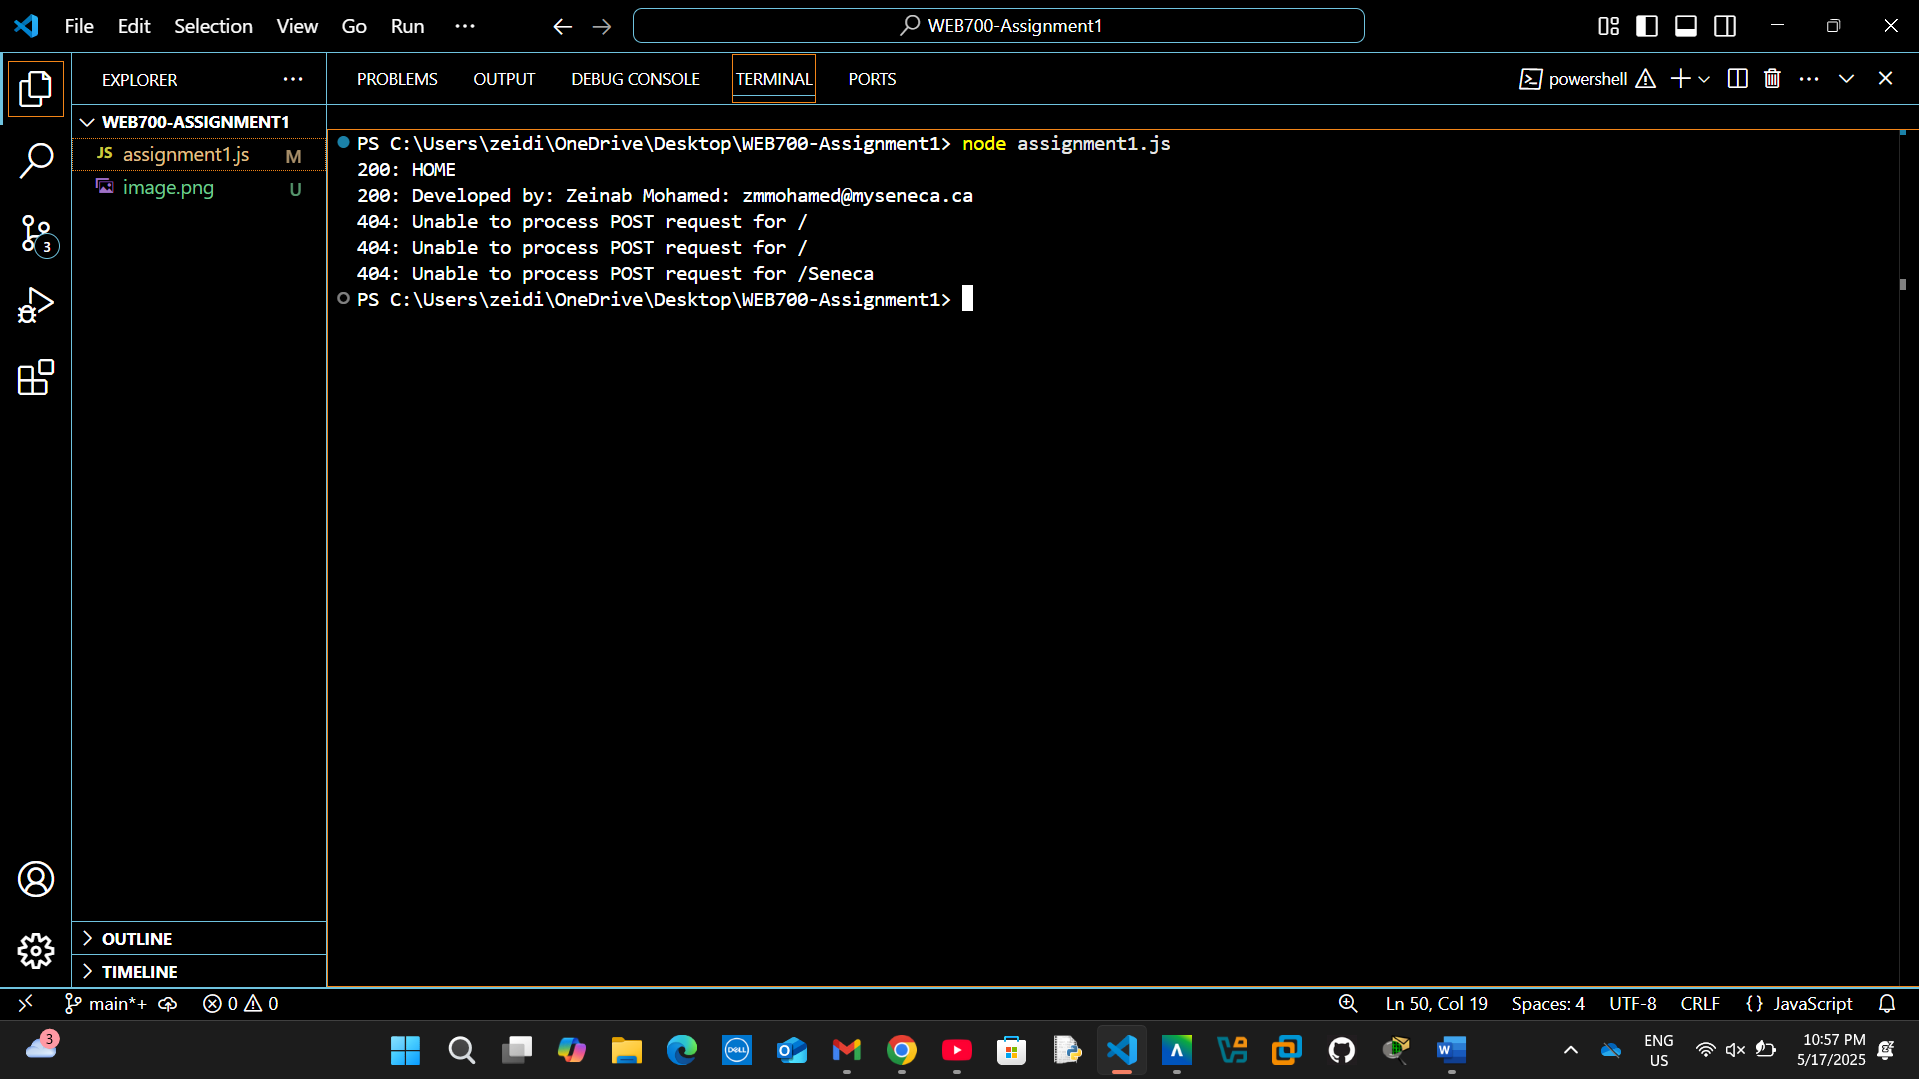 File Edit Selection View Go Run ···
WEB700-Assignment1
EXPLORER
WEB700-ASSIGNMENT1
JS assignment1.js M
image.png U
3
OUTLINE
TIMELINE
PROBLEMS OUTPUT DEBUG CONSOLE TERMINAL PORTS
powershell
PS C:\Users\zeidi\OneDrive\Desktop\WEB700-Assignment1> node assignment1.js
200: HOME
200: Developed by: Zeinab Mohamed: zmmohamed@myseneca.ca
404: Unable to process POST request for /
404: Unable to process POST request for /
404: Unable to process POST request for /Seneca
PS C:\Users\zeidi\OneDrive\Desktop\WEB700-Assignment1>
main*+ 0 0
Ln 50, Col 19 Spaces: 4 UTF-8 CRLF {} JavaScript
3
DELL
ENG
US
10:57 PM
5/17/2025